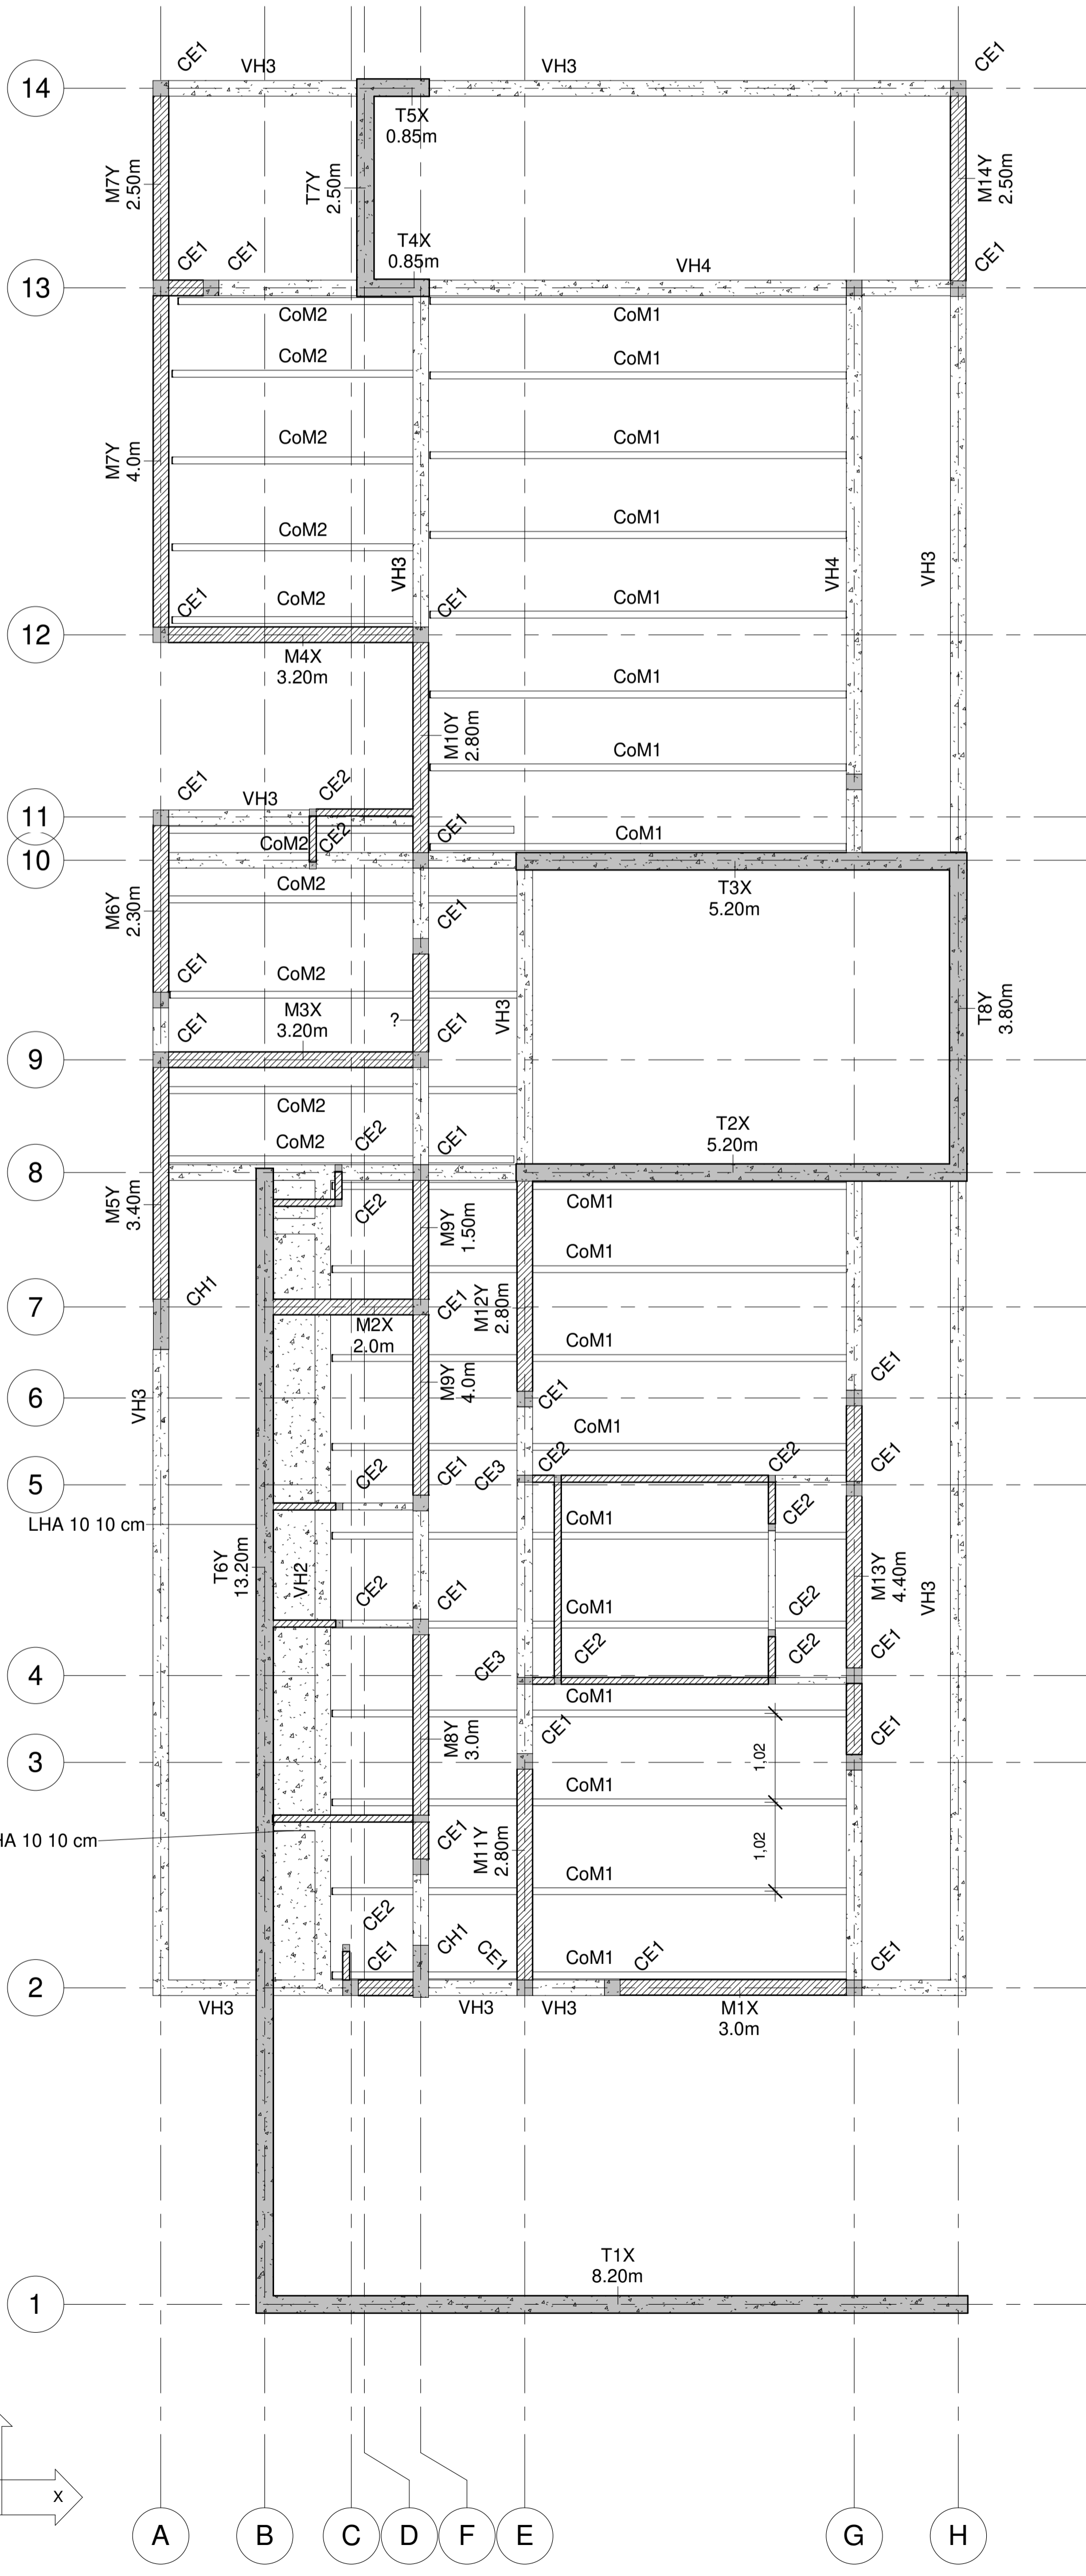 CE1
VH3
VH3
CE1
14
T5X
0.85m
M7Y
2.50m
T7Y
2.50m
M14Y
2.50m
CE1
CE1
T4X
0.85m
VH4
CE1
13
CoM2
CoM1
CoM2
CoM1
CoM2
CoM1
M7Y
4.0m
CoM2
CoM1
VH3
VH4
VH3
CE1
CoM2
CE1
CoM1
12
M4X
3.20m
CoM1
M10Y
2.80m
CoM1
CE1
VH3
CE2
11
CoM2
CE2
CE1
CoM1
10
CoM2
T3X
5.20m
M6Y
2.30m
CE1
CE1
CoM2
M3X
3.20m
?
CE1
CE1
VH3
T8Y
3.80m
9
CoM2
CoM2
CE2
CE1
T2X
5.20m
8
M5Y
3.40m
CE2
M9Y
1.50m
CoM1
CoM1
CH1
7
M2X
2.0m
CE1
M12Y
2.80m
CoM1
VH3
M9Y
4.0m
CE1
CE1
6
CoM1
CE2
CE1
CE3
CE2
CE2
CE1
5
LHA 10 10 cm
CoM1
CE2
T6Y
13.20m
VH2
CE2
CE1
CoM1
CE2
M13Y
4.40m
VH3
CE3
CE2
CE2
CE1
4
CoM1
M8Y
3.0m
CE1
1,02
CE1
3
CoM1
HA 10 10 cm
CE1
M11Y
2.80m
1,02
CoM1
CE2
CE1
CH1
CE1
CoM1
CE1
CE1
2
VH3
VH3
VH3
M1X
3.0m
T1X
8.20m
1
X
A
B
C
D
F
E
G
H